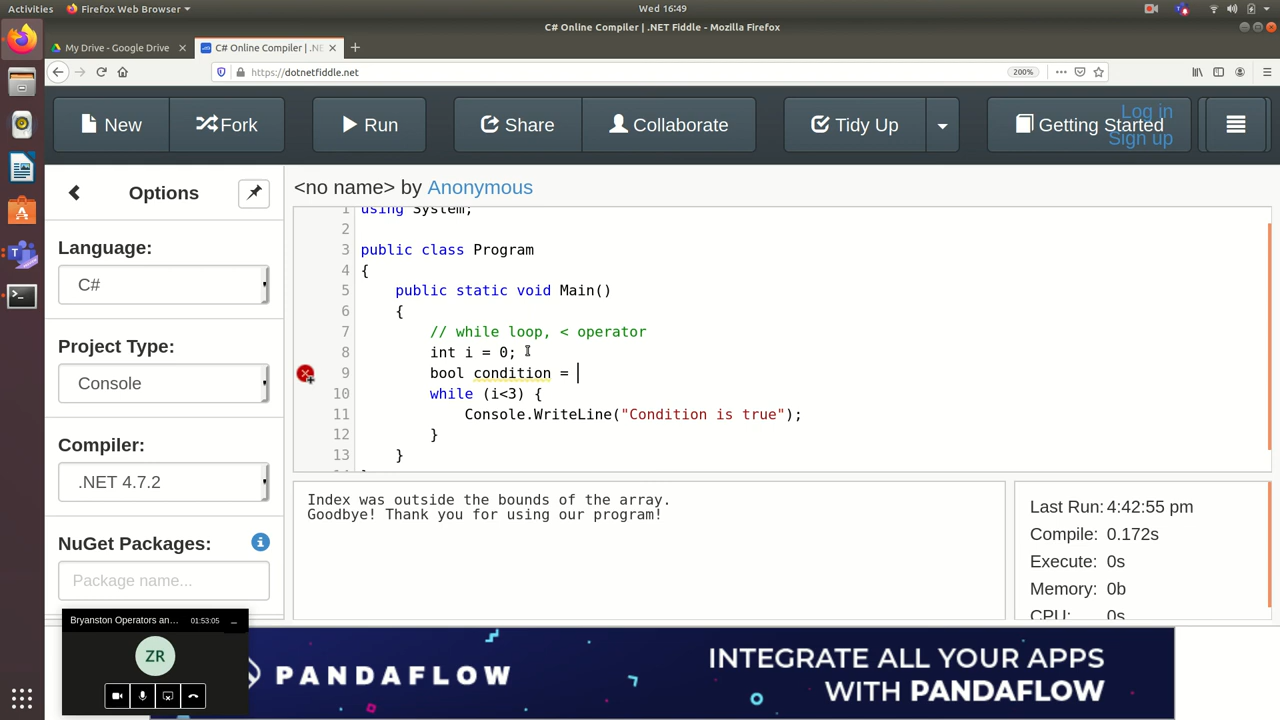 Activities
Firefox Web Browser
Wed 16:49
C# Online Compiler | .NET Fiddle - Mozilla Firefox
My Drive - Google Drive
C# Online Compiler | .NE
https://dotnetfiddle.net
200%
New
Fork
Run
Share
Collaborate
Tidy Up
Getting Started
Log in
Sign up
Options
<no name> by Anonymous
Language:
C#
Project Type:
Console
Compiler:
.NET 4.7.2
NuGet Packages:
Package name...
1 using System;
2
3 public class Program
4 {
5 public static void Main()
6 {
7 // while loop, < operator
8 int i = 0;
9 bool condition =
10 while (i<3) {
11 Console.WriteLine("Condition is true");
12 }
13 }
Index was outside the bounds of the array.
Goodbye! Thank you for using our program!
Last Run: 4:42:55 pm
Compile: 0.172s
Execute: 0s
Memory: 0b
CPU: 0s
Bryanston Operators an...
01:53:05
ZR
PANDAFLOW
INTEGRATE ALL YOUR APPS
WITH PANDAFLOW